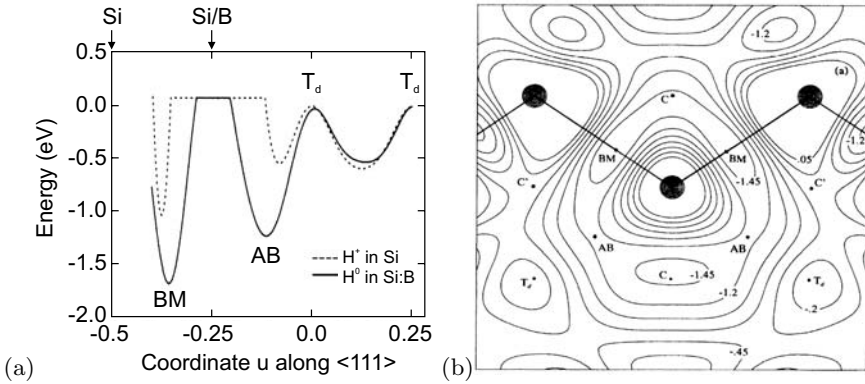 Si
Si/B
0.5
0.0
-0.5
-1.0
-1.5
-2.0
Energy (eV)
T_d
T_d
BM
AB
H⁺ in Si
H⁰ in Si:B
-0.5
-0.25
0.0
0.25
Coordinate u along <111>
(a)
-1.2
(a)
C
BM
BM
-1.2
.05
-1.45
C'
C'
AB
AB
T_d
C
-1.45
T_d
-1.2
-.2
-.45
(b)